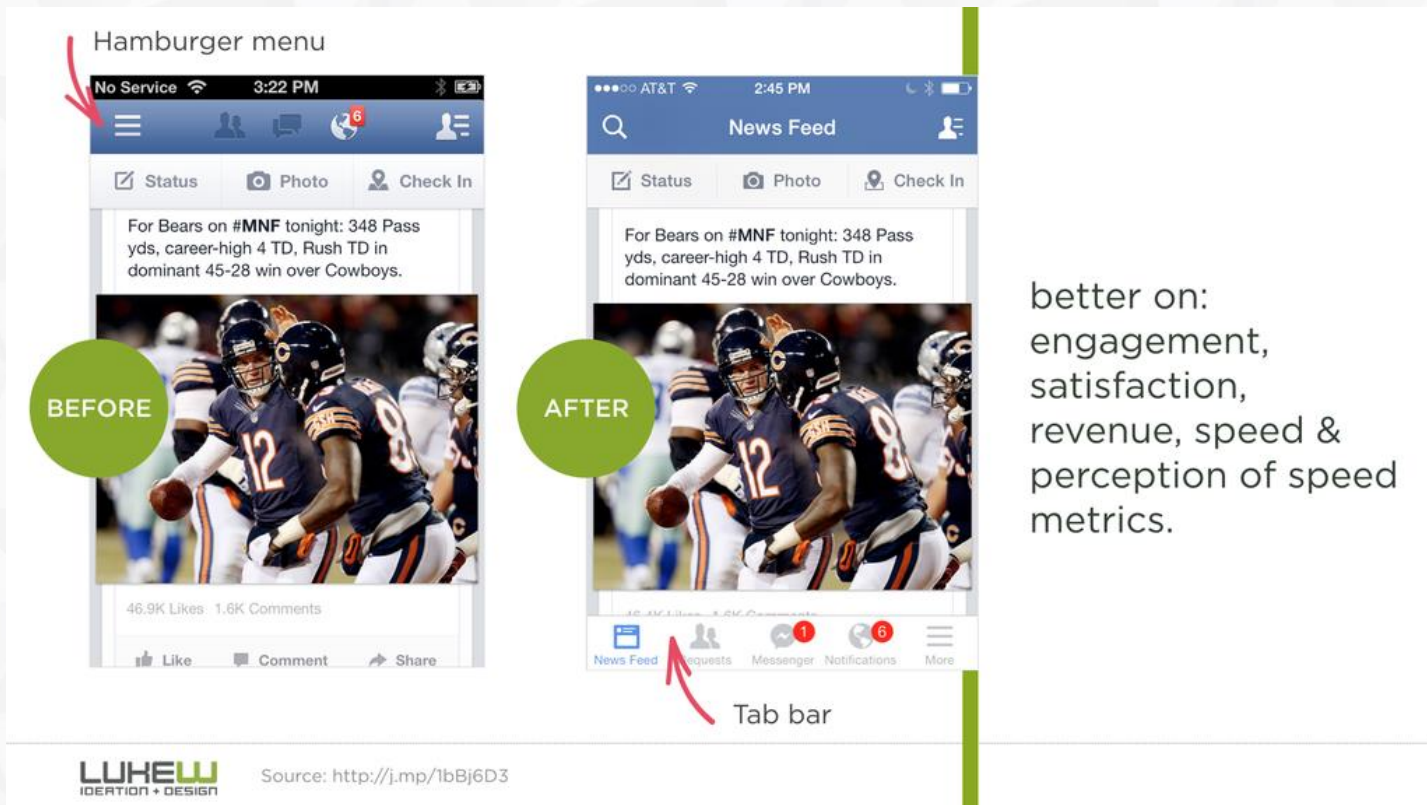 Hamburger menu
No Service 3:22 PM
6
Status Photo Check In
For Bears on #MNF tonight: 348 Pass
yds, career-high 4 TD, Rush TD in
dominant 45-28 win over Cowboys.
BEFORE
12
46.9K Likes 1.6K Comments
Like Comment Share
AT&T 2:45 PM
News Feed
Status Photo Check In
For Bears on #MNF tonight: 348 Pass
yds, career-high 4 TD, Rush TD in
dominant 45-28 win over Cowboys.
AFTER
12
1 6
News Feed Messenger Notifications More
Tab bar
better on:
engagement,
satisfaction,
revenue, speed &
perception of speed
metrics.
LUKEW
IDEATION + DESIGN
Source: http://j.mp/1bBj6D3